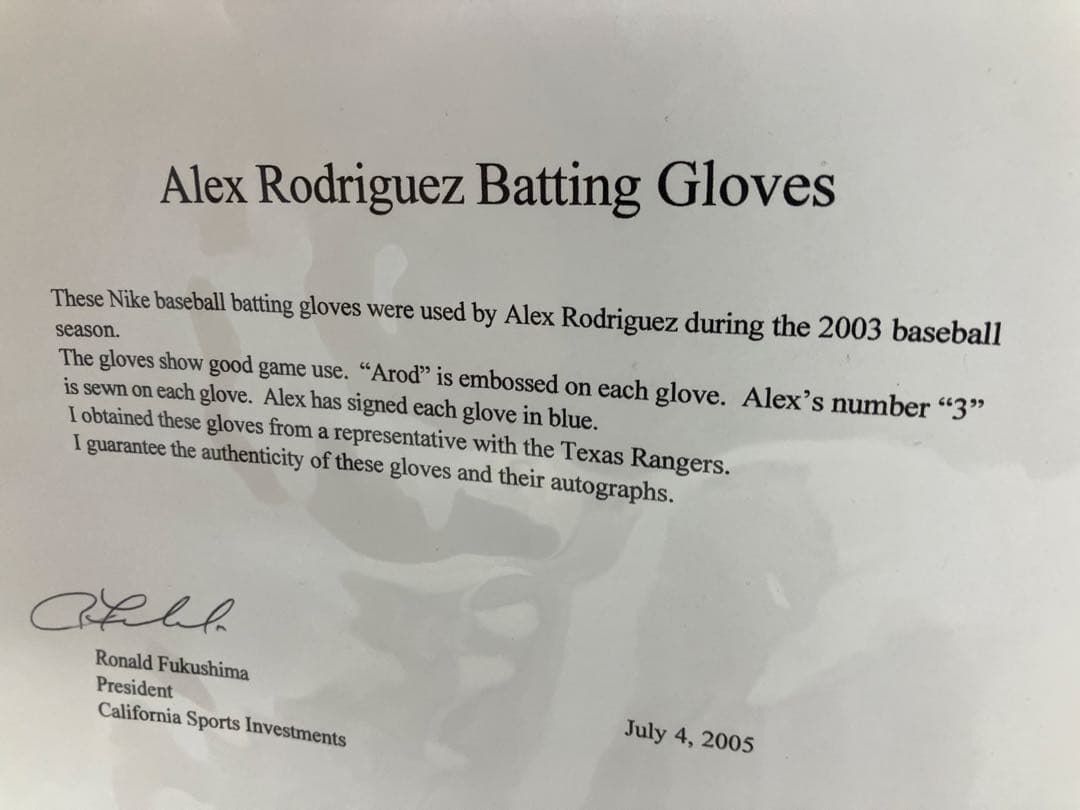 Alex Rodriguez Batting Gloves
These Nike baseball batting gloves were used by Alex Rodriguez during the 2003 baseball
season.
The gloves show good game use. “Arod” is embossed on each glove. Alex’s number “3”
is sewn on each glove. Alex has signed each glove in blue.
I obtained these gloves from a representative with the Texas Rangers.
I guarantee the authenticity of these gloves and their autographs.
Ronald Fukushima
President
California Sports Investments
July 4, 2005